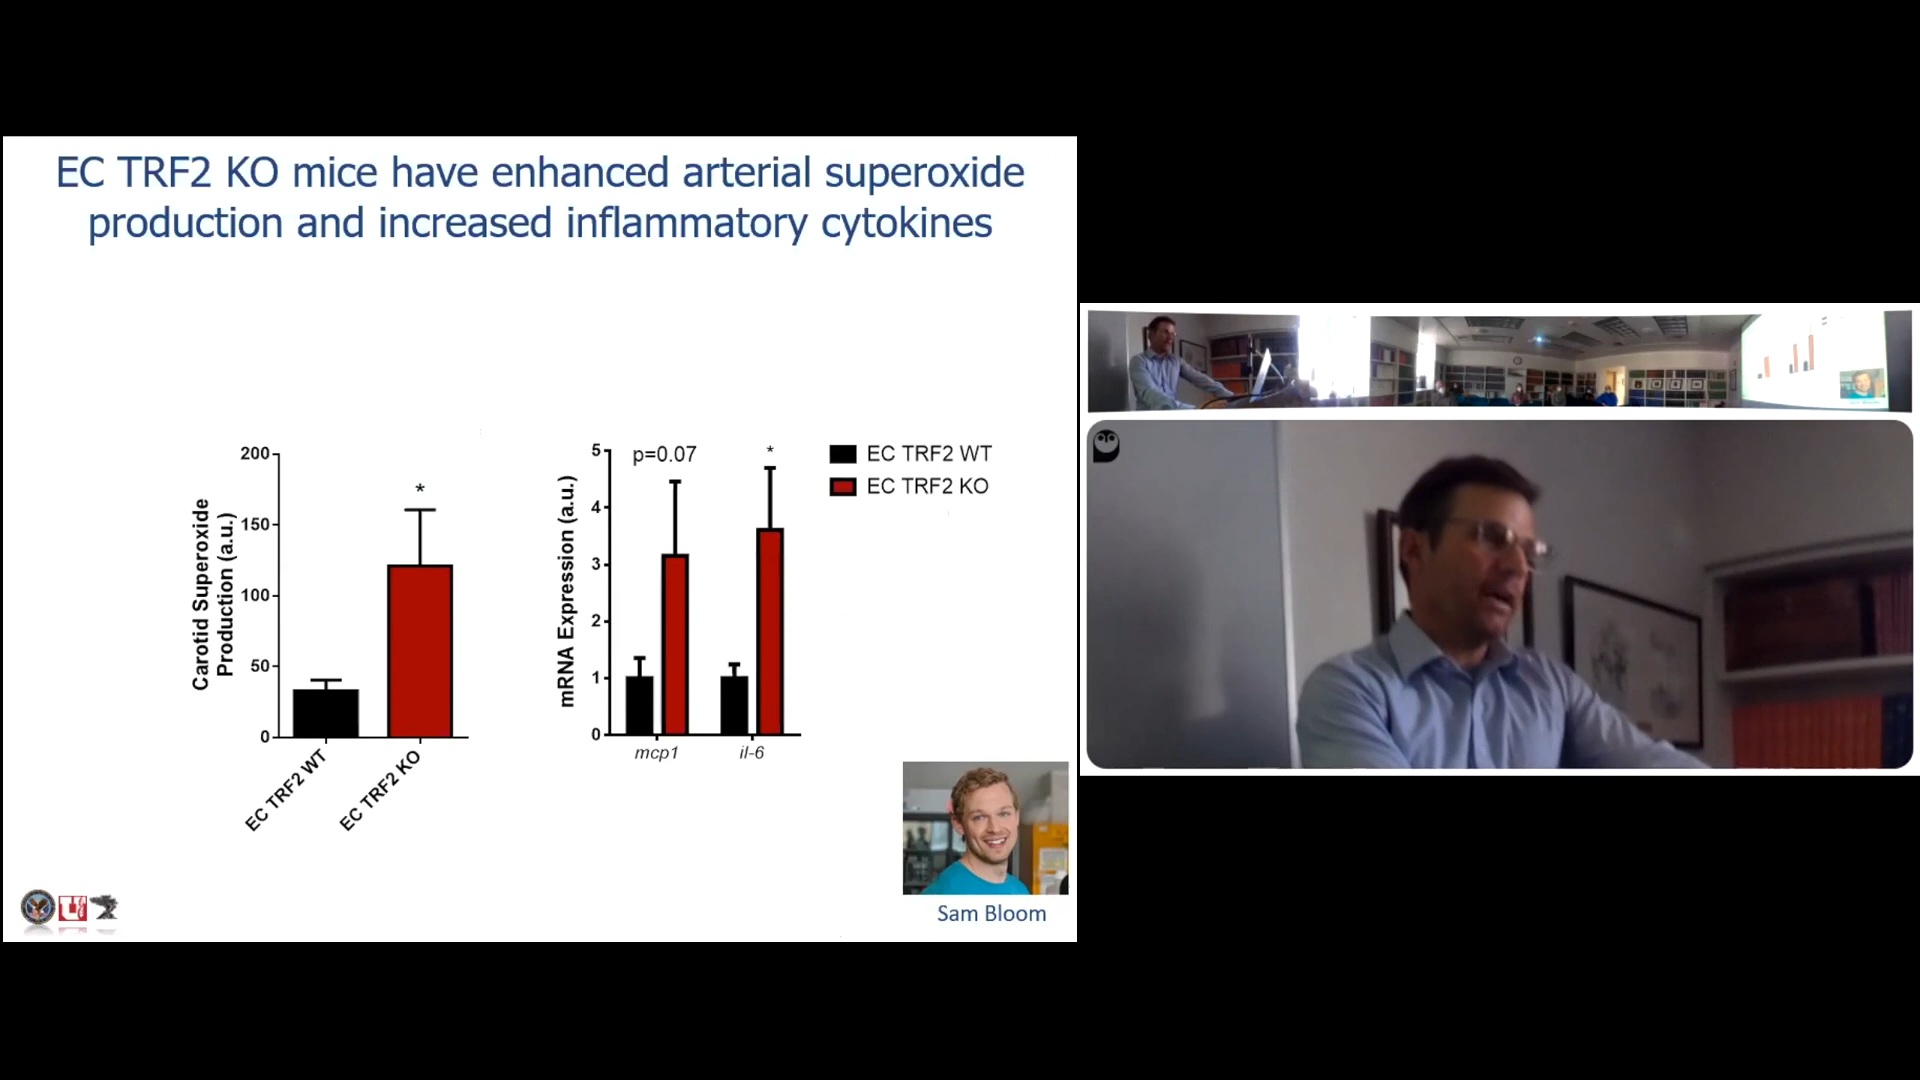 EC TRF2 KO mice have enhanced arterial superoxide
production and increased inflammatory cytokines
Carotid Superoxide
Production (a.u.)
200
150
100
50
0
*
EC TRF2 WT
EC TRF2 KO
mRNA Expression (a.u.)
5
4
3
2
1
0
p=0.07
*
mcp1
il-6
EC TRF2 WT
EC TRF2 KO
Sam Bloom
U